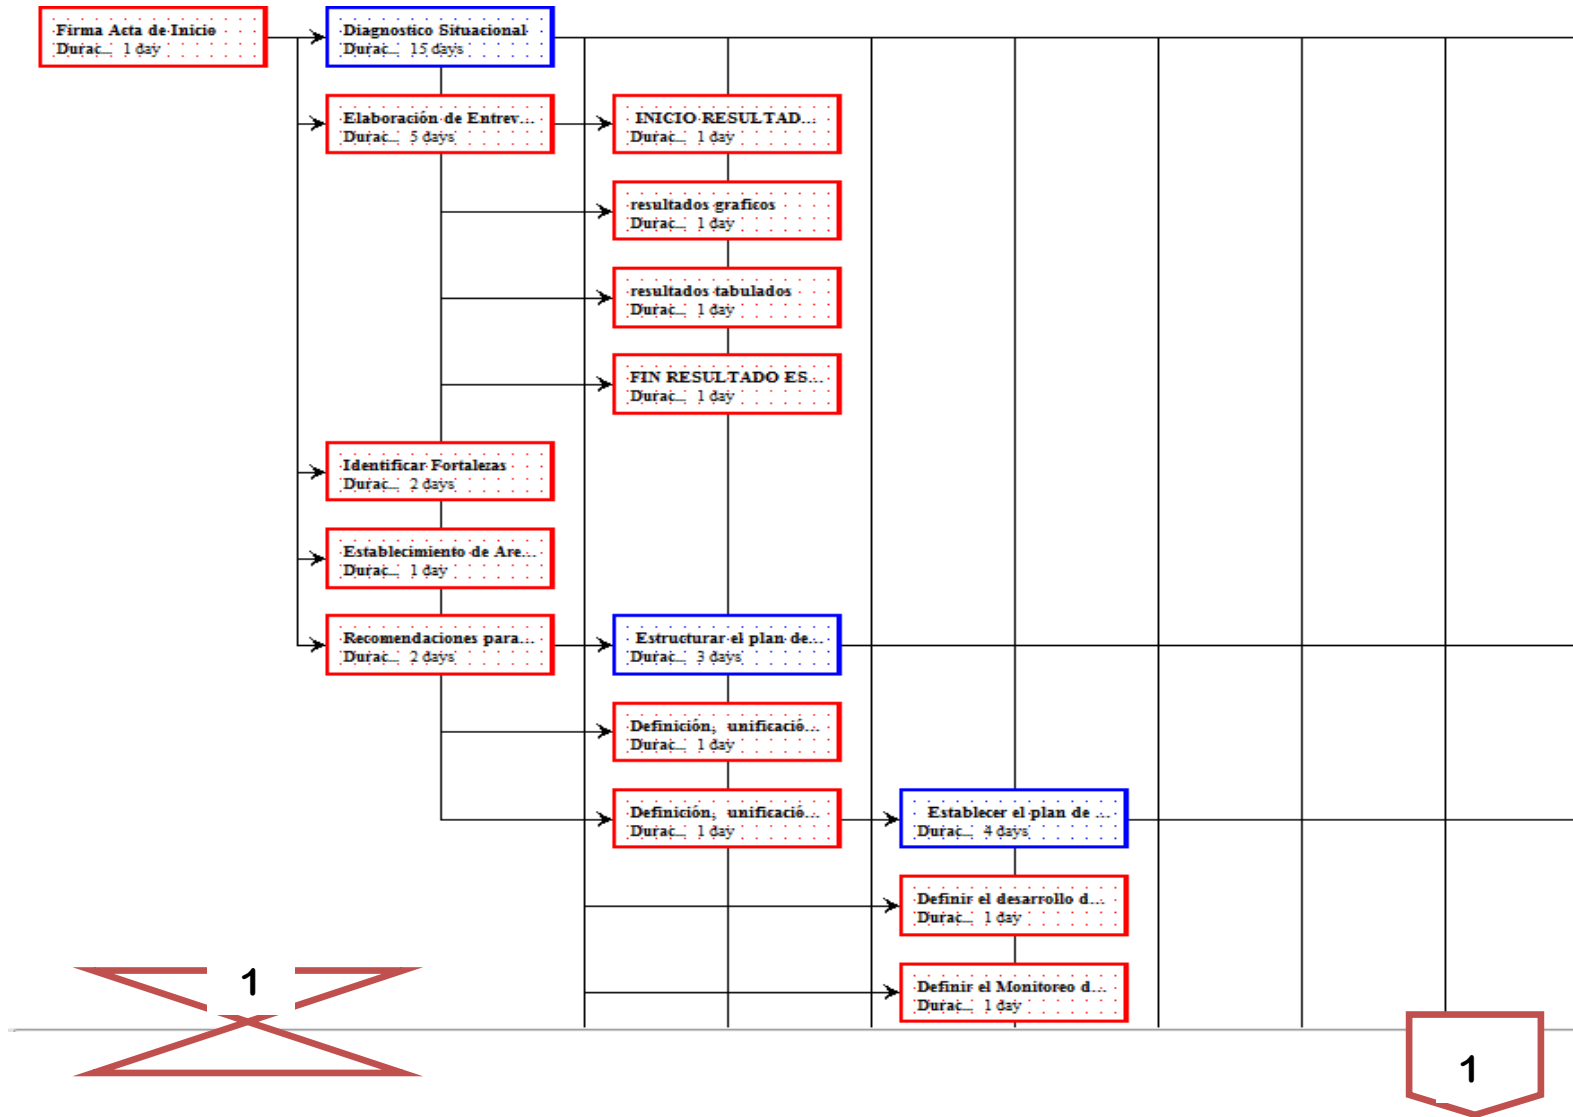 Firma Acta de Inicio
Durac... 1 day
Diagnostico Situacional
Durac... 15 days
Elaboración de Entrev...
Durac... 5 days
INICIO RESULTAD...
Durac... 1 day
resultados graficos
Durac... 1 day
resultados tabulados
Durac... 1 day
FIN RESULTADO ES...
Durac... 1 day
Identificar Fortalezas
Durac... 2 days
Establecimiento de Are...
Durac... 1 day
Recomendaciones para...
Durac... 2 days
Estructurar el plan de...
Durac... 3 days
Definición, unificació...
Durac... 1 day
Definición, unificació...
Durac... 1 day
Establecer el plan de ...
Durac... 4 days
Definir el desarrollo d...
Durac... 1 day
Definir el Monitoreo d...
Durac... 1 day
1
1